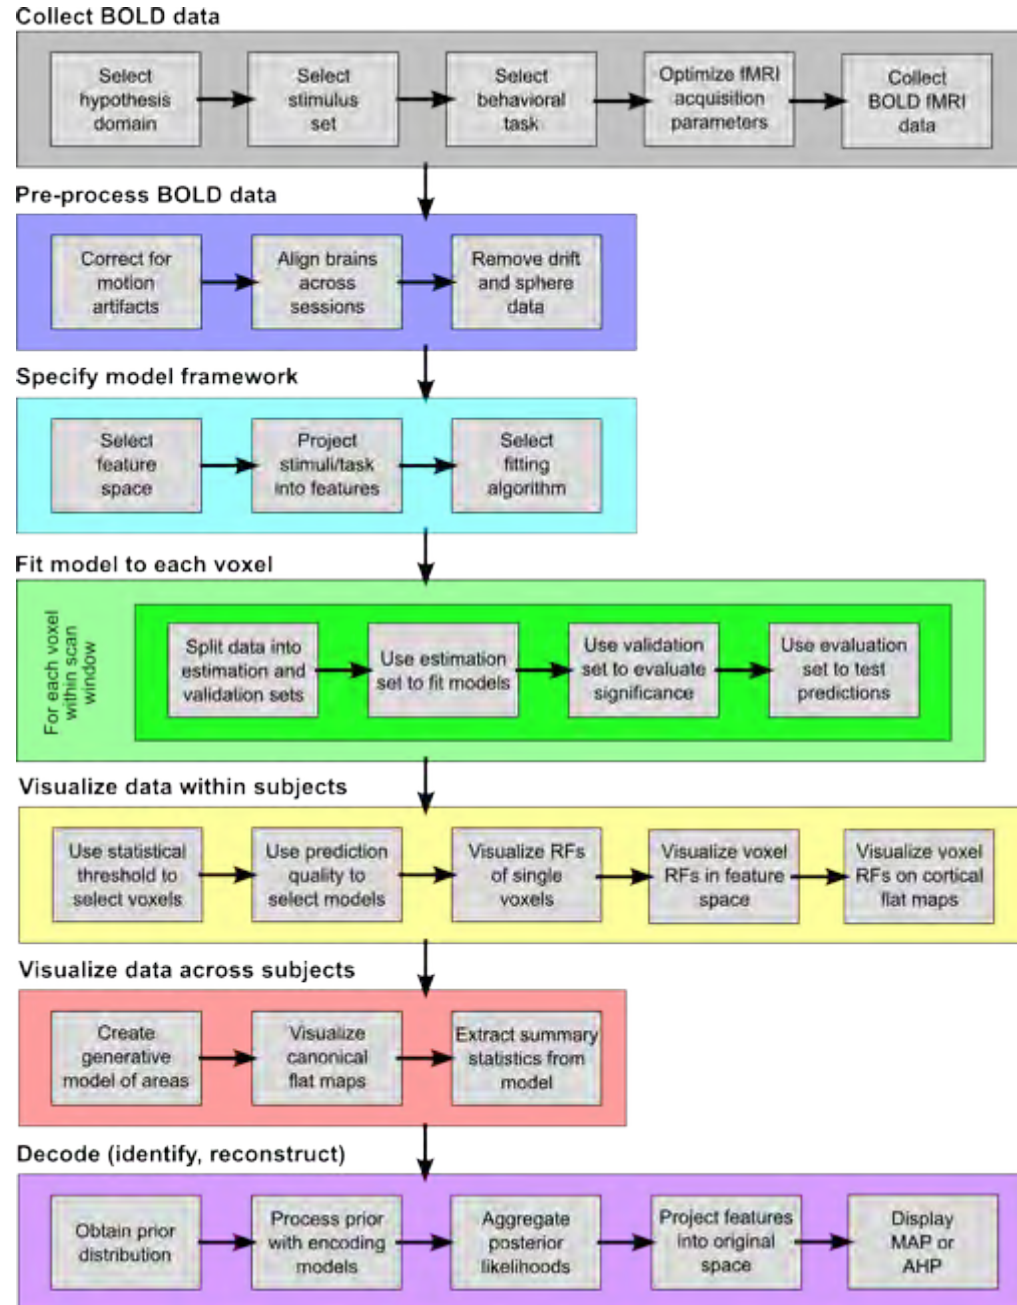 Collect BOLD data
Select
hypothesis
domain
Select
stimulus
set
Select
behavioral
task
Optimize fMRI
acquisition
parameters
Collect
BOLD fMRI
data
Pre-process BOLD data
Correct for
motion
artifacts
Align brains
across
sessions
Remove drift
and sphere
data
Specify model framework
Select
feature
space
Project
stimuli/task
into features
Select
fitting
algorithm
Fit model to each voxel
For each voxel
within scan
window
Split data into
estimation and
validation sets
Use estimation
set to fit models
Use validation
set to evaluate
significance
Use evaluation
set to test
predictions
Visualize data within subjects
Use statistical
threshold to
select voxels
Use prediction
quality to
select models
Visualize RFs
of single
voxels
Visualize voxel
RFs in feature
space
Visualize voxel
RFs on cortical
flat maps
Visualize data across subjects
Create
generative
model of areas
Visualize
canonical
flat maps
Extract summary
statistics from
model
Decode (identify, reconstruct)
Obtain prior
distribution
Process prior
with encoding
models
Aggregate
posterior
likelihoods
Project features
into original
space
Display
MAP or
AHP